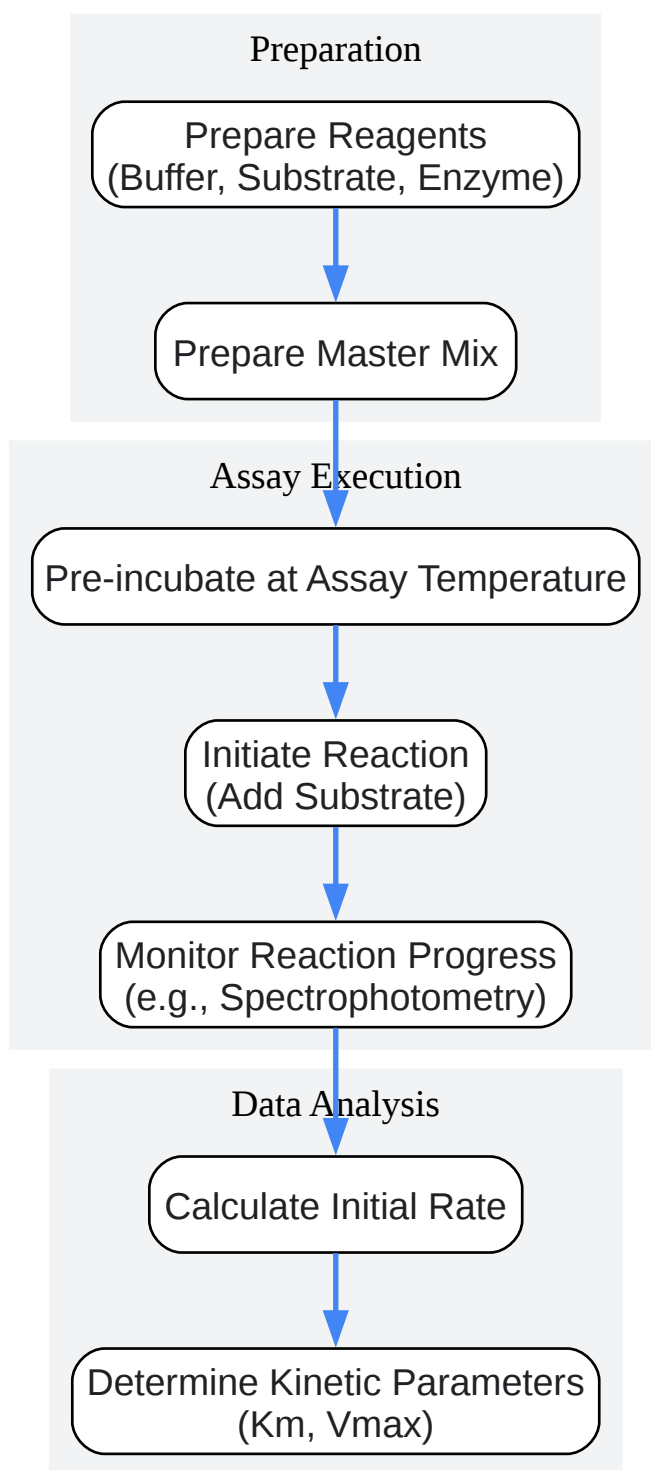 Preparation
Prepare Reagents
(Buffer, Substrate, Enzyme)
Prepare Master Mix
Assay Execution
Pre-incubate at Assay Temperature
Initiate Reaction
(Add Substrate)
Monitor Reaction Progress
(e.g., Spectrophotometry)
Data Analysis
Calculate Initial Rate
Determine Kinetic Parameters
(Km, Vmax)